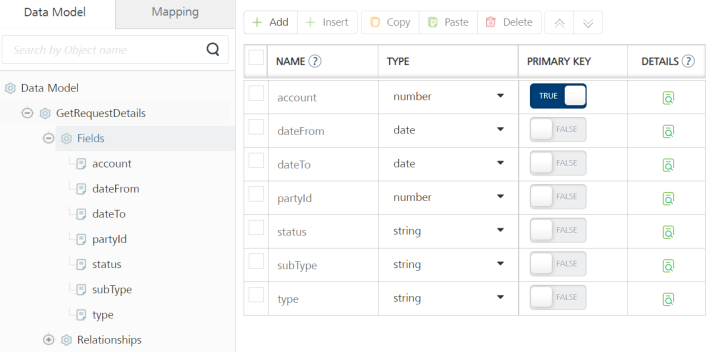 Data Model
Mapping
Add
Insert
Copy
Paste
Delete
Search by Object name
NAME ? TYPE PRIMARY KEY DETAILS ?
Data Model
GetRequestDetails
Fields
account
dateFrom
dateTo
partyId
status
subType
type
Relationships
account number TRUE
dateFrom date FALSE
dateTo date FALSE
partyId number FALSE
status string FALSE
subType string FALSE
type string FALSE